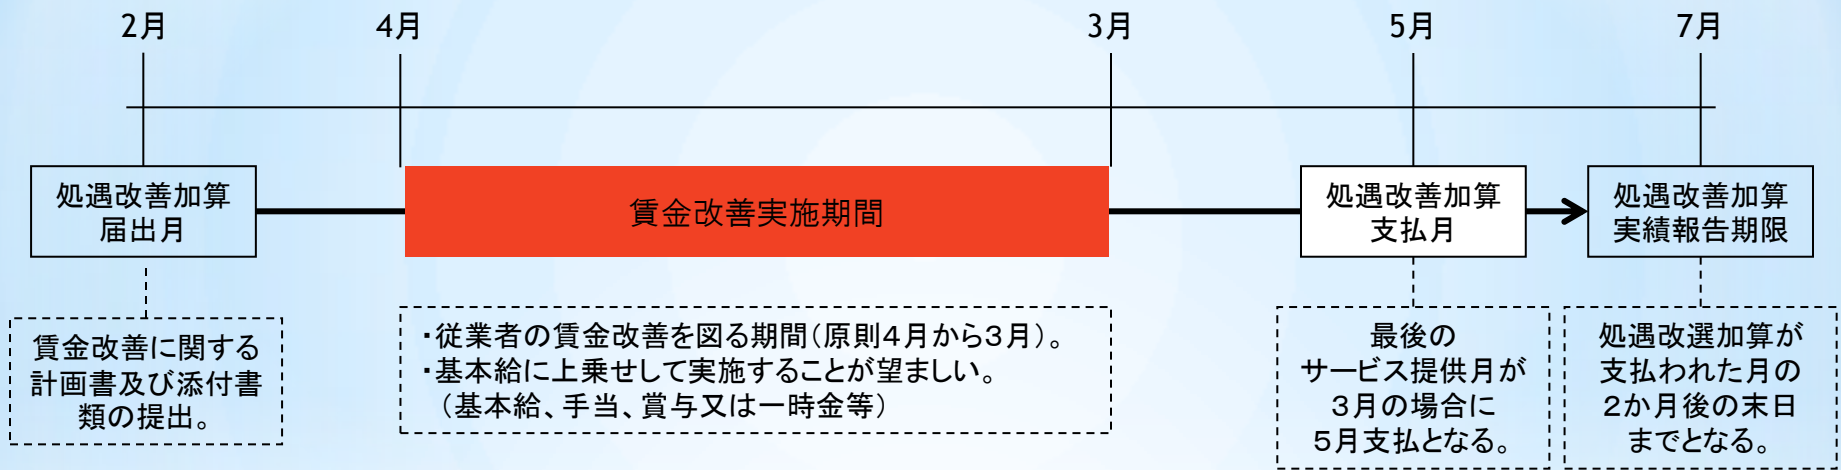 2月
4月
3月
5月
7月
処遇改善加算
届出月
賃金改善実施期間
処遇改善加算
支払月
処遇改善加算
実績報告期限
賃金改善に関する
計画書及び添付書
類の提出。
・従業者の賃金改善を図る期間(原則4月から3月)。
・基本給に上乗せして実施することが望ましい。
(基本給、手当、賞与又は一時金等)
最後の
サービス提供月が
3月の場合に
5月支払となる。
処遇改選加算が
支払われた月の
2か月後の末日
までとなる。